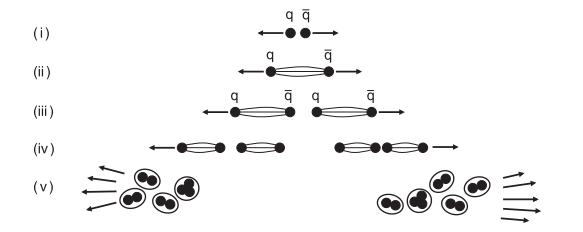 q q̅
(i)
q q̅
(ii)
q q̅ q q̅
(iii)
(iv)
(v)